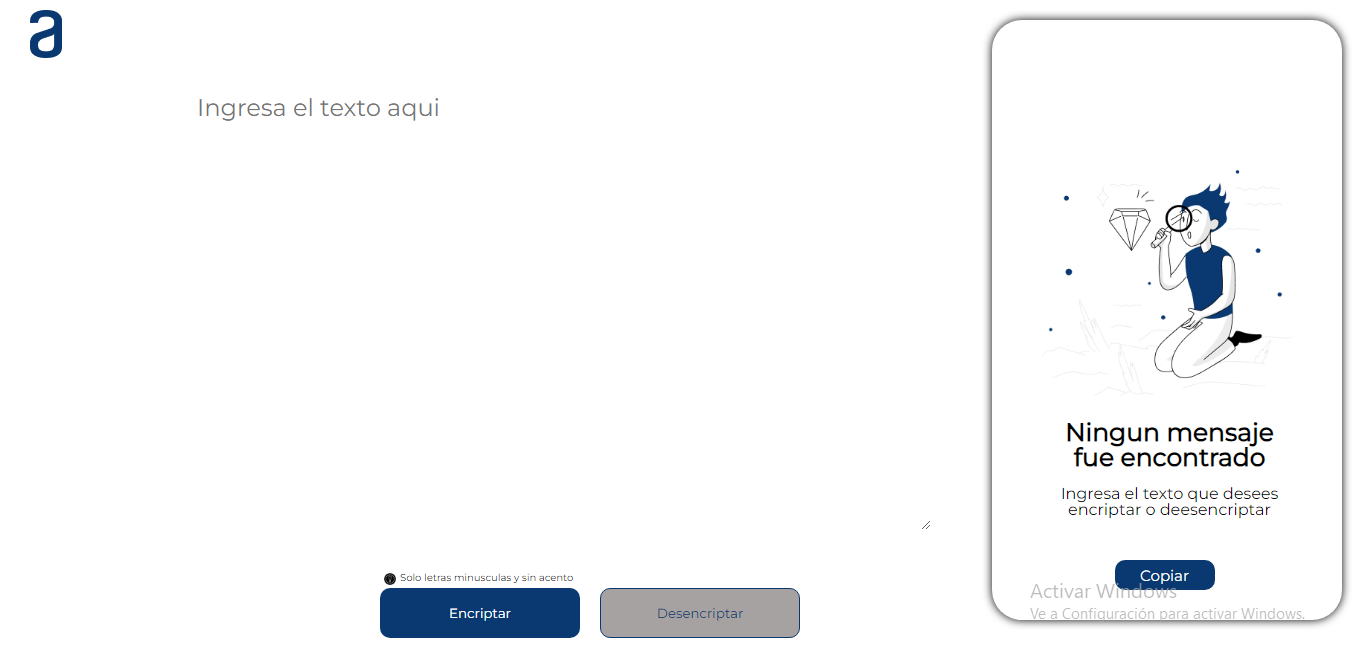 a
Ingresa el texto aqui
Ningun mensaje
fue encontrado
Ingresa el texto que desees
encriptar o deesencriptar
Solo letras minusculas y sin acento
Encriptar
Desencriptar
Copiar
Activar Windows
Ve a Configuración para activar Windows.